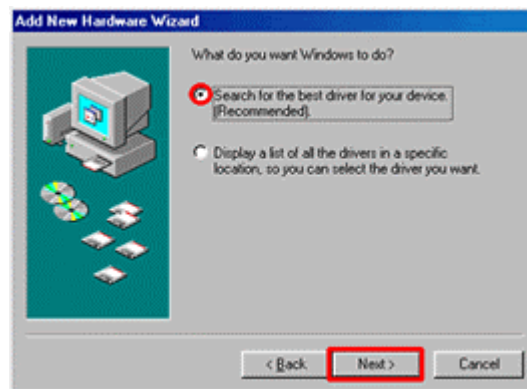 Add New Hardware Wizard
What do you want Windows to do?
Search for the best driver for your device.
(Recommended).
Display a list of all the drivers in a specific
location, so you can select the driver you want.
< Back
Next >
Cancel